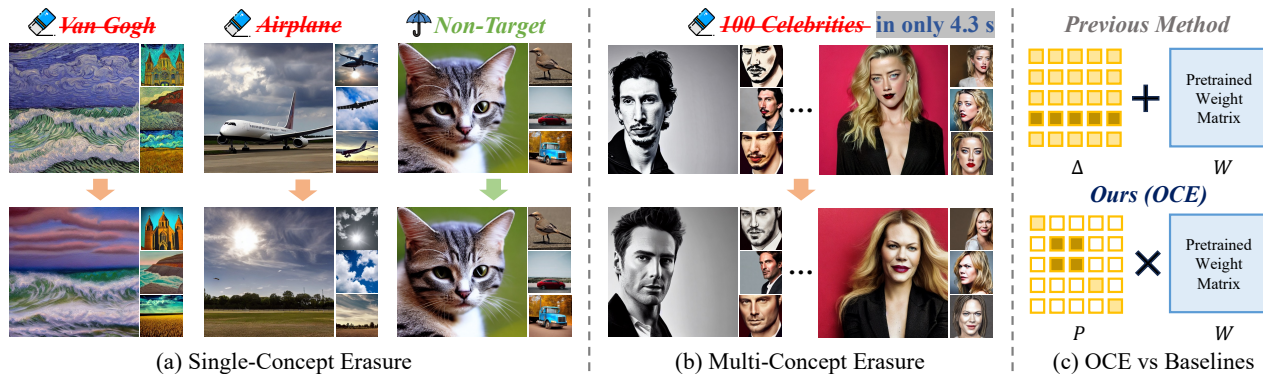 Van Gogh
Airplane
Non-Target
100 Celebrities in only 4.3 s
Previous Method
Pretrained
Weight
Matrix
Δ
W
Ours (OCE)
Pretrained
Weight
Matrix
P
W
(a) Single-Concept Erasure
(b) Multi-Concept Erasure
(c) OCE vs Baselines